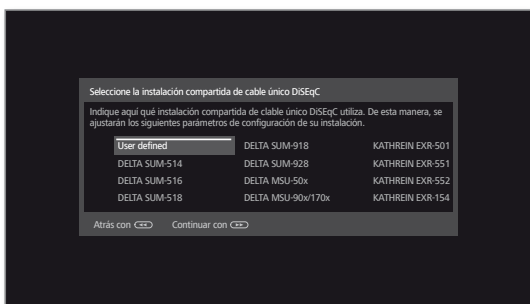 Seleccione la instalación compartida de cable único DiSEqC
Indique aquí qué instalación compartida de clable único DiSEqC utiliza. De esta manera, se
ajustarán los siguientes parámetros de configuración de su instalación.
User defined DELTA SUM-918 KATHREIN EXR-501
DELTA SUM-514 DELTA SUM-928 KATHREIN EXR-551
DELTA SUM-516 DELTA MSU-50x KATHREIN EXR-552
DELTA SUM-518 DELTA MSU-90x/170x KATHREIN EXR-154
Atrás con Continuar con